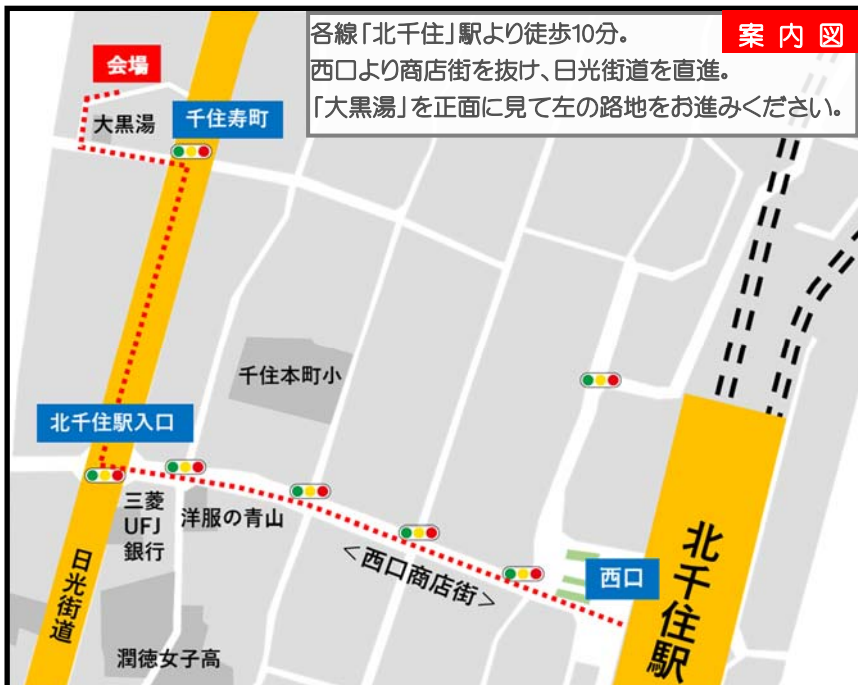 各線「北千住」駅より徒歩10分。
案内図
西口より商店街を抜け、日光街道を直進。
「大黒湯」を正面に見て左の路地をお進みください。
会場
大黒湯
千住寿町
千住本町小
北千住駅入口
三菱
UFJ
銀行
洋服の青山
<西口商店街>
西口
北千住駅
日光街道
潤徳女子高